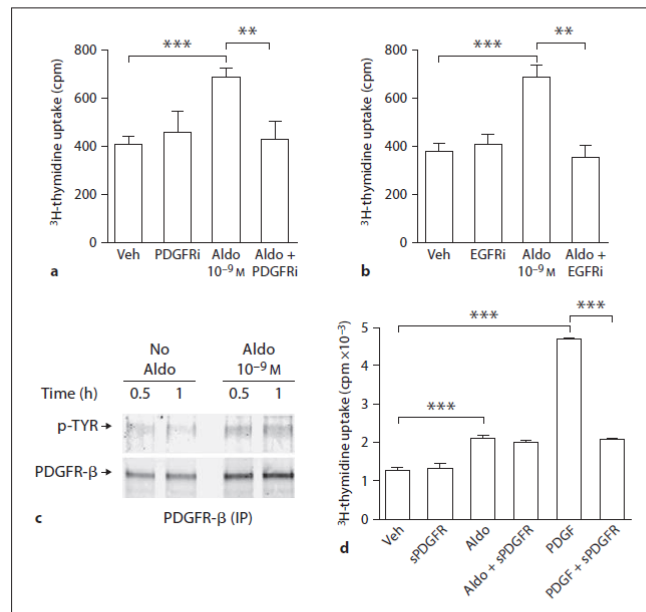 800
600
400
600
0
³H-thymidine uptake (cpm)
***
**
Veh
PDGFRi
Aldo
10⁻⁹ M
Aldo +
PDGFRi
a
800
600
400
600
0
³H-thymidine uptake (cpm)
***
**
Veh
EGFRi
Aldo
10⁻⁹ M
Aldo +
EGFRi
b
No
Aldo
Aldo
10⁻⁹ M
Time (h)
0.5
1
0.5
1
p-TYR
PDGFR-β
c
PDGFR-β (IP)
5
4
3
2
1
0
³H-thymidine uptake (cpm ×10⁻³)
***
***
***
Veh
sPDGFR
Aldo
Aldo + sPDGFR
PDGF
PDGF + sPDGFR
d